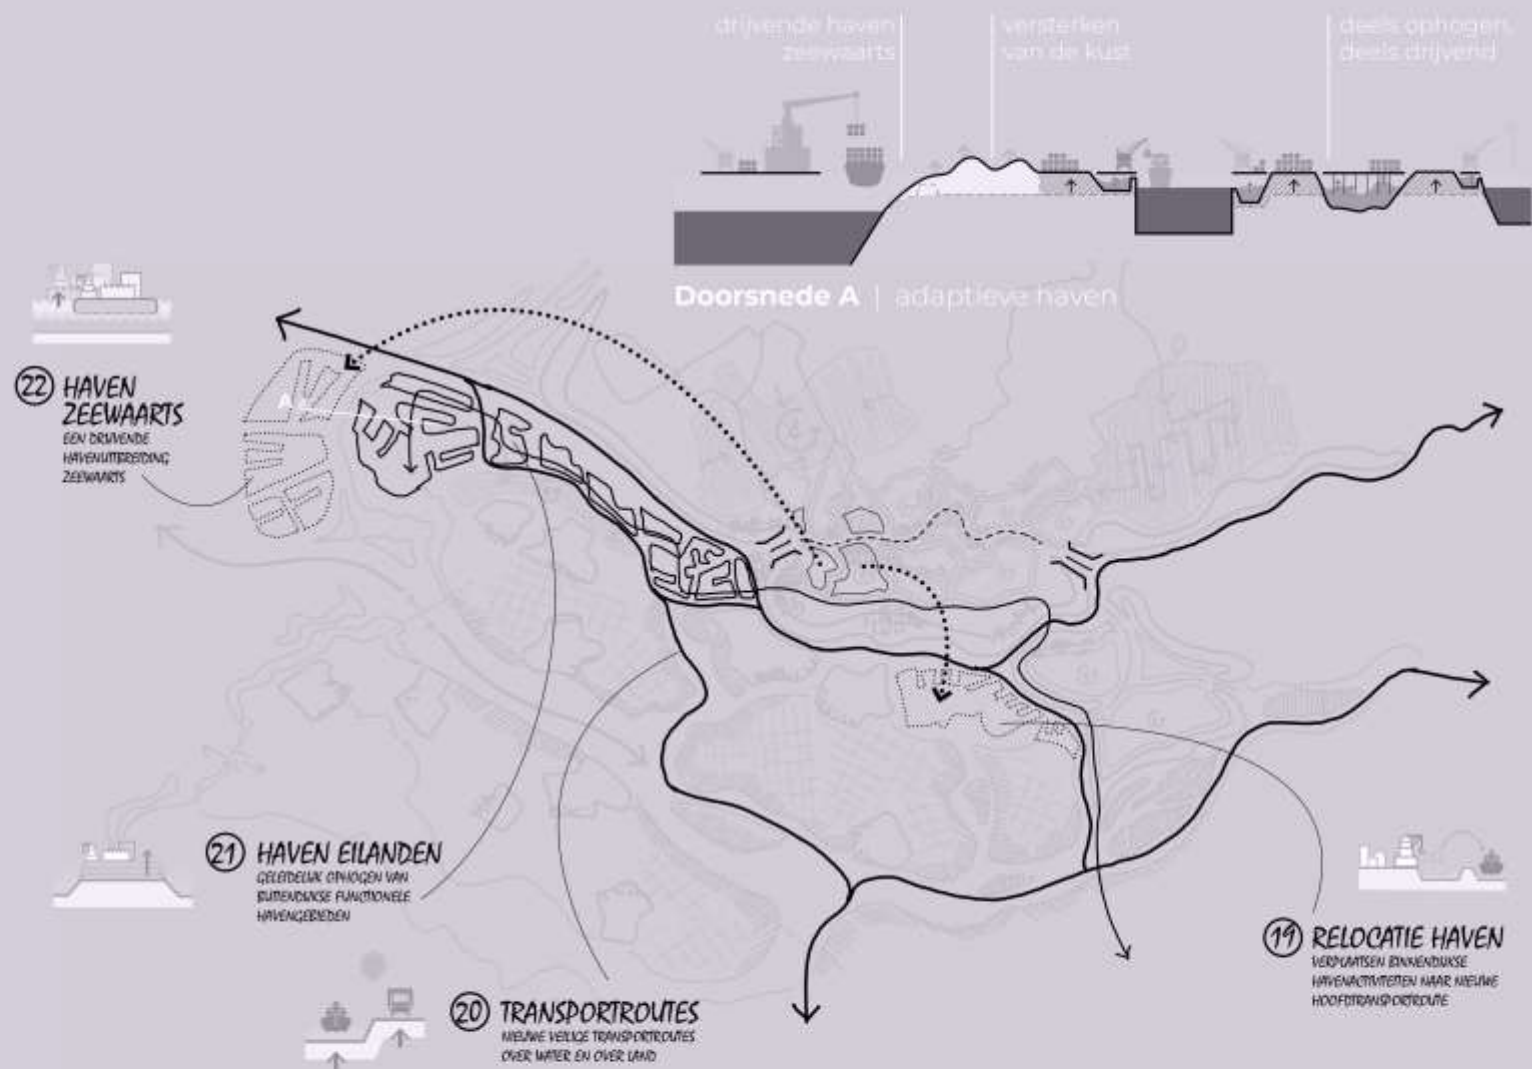 drijvende haven
zeewaarts
versterken
van de kust
deels ophogen,
deels drijvend
Doorsnede A | adaptieve haven
22 HAVEN
ZEEWAARTS
EEN DRIJVENDE
HAVENUITBREIDING
ZEEWAARTS
A
21 HAVEN EILANDEN
GELEIDELIJK OPHOGEN VAN
BUITENDIJKSE FUNCTIONELE
HAVENGEBIEDEN
20 TRANSPORTROUTES
NIEUWE VEILIGE TRANSPORTROUTES
OVER WATER EN OVER LAND
19 RELOCATIE HAVEN
VERPLAATSEN BINNENDIJKSE
HAVENACTIVITEITEN NAAR NIEUWE
HOOFDTRANSPORTROUTE